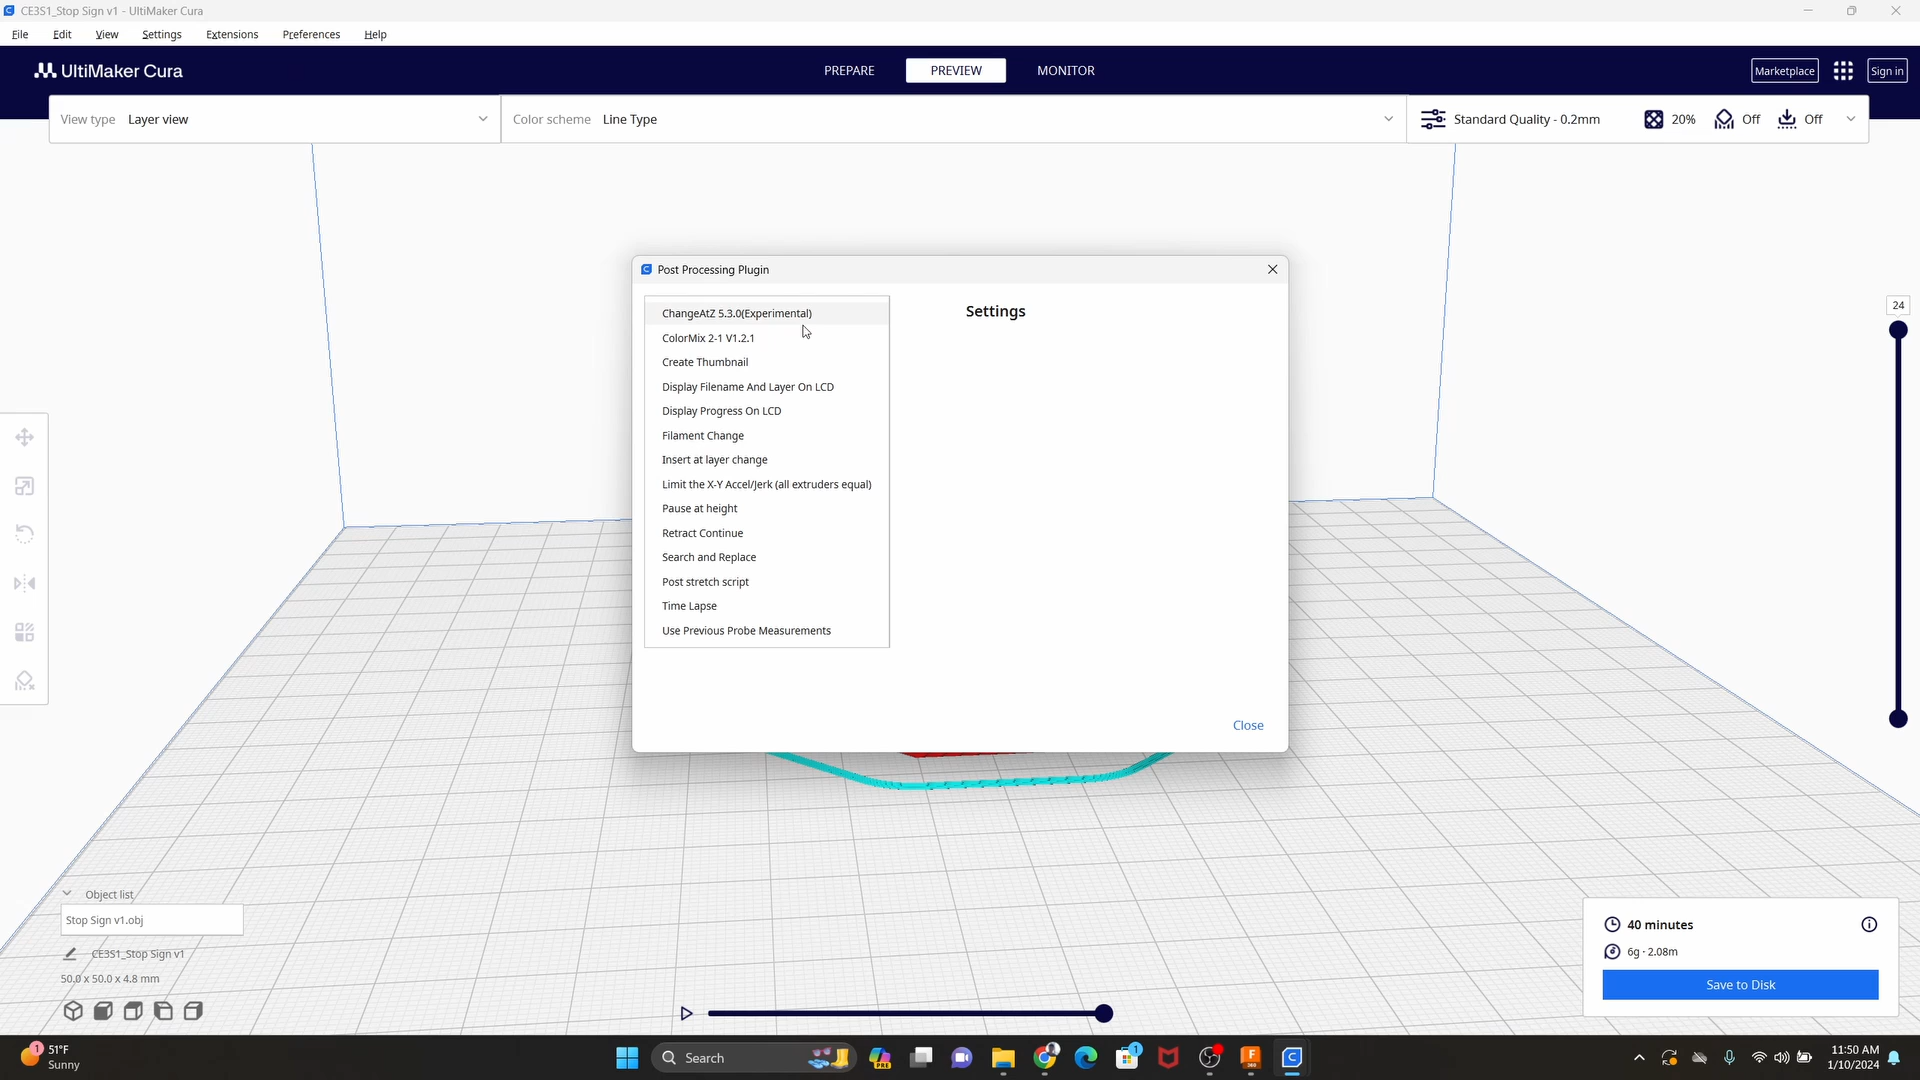 CE3S1_Stop Sign v1 - UltiMaker Cura
File Edit View Settings Extensions Preferences Help
UltiMaker Cura
PREPARE PREVIEW MONITOR
Marketplace
Sign in
View type Layer view
Color scheme Line Type
Standard Quality - 0.2mm 20% Off Off
Post Processing Plugin
ChangeAtZ 5.3.0(Experimental)
ColorMix 2-1 V1.2.1
Create Thumbnail
Display Filename And Layer On LCD
Display Progress On LCD
Filament Change
Insert at layer change
Limit the X-Y Accel/Jerk (all extruders equal)
Pause at height
Retract Continue
Search and Replace
Post stretch script
Time Lapse
Use Previous Probe Measurements
Settings
Close
24
Object list
Stop Sign v1.obj
CE3S1_Stop Sign v1
50.0 x 50.0 x 4.8 mm
40 minutes
6g · 2.08m
Save to Disk
1
51°F
Sunny
Search
PRE
1
F
360
11:50 AM
1/10/2024